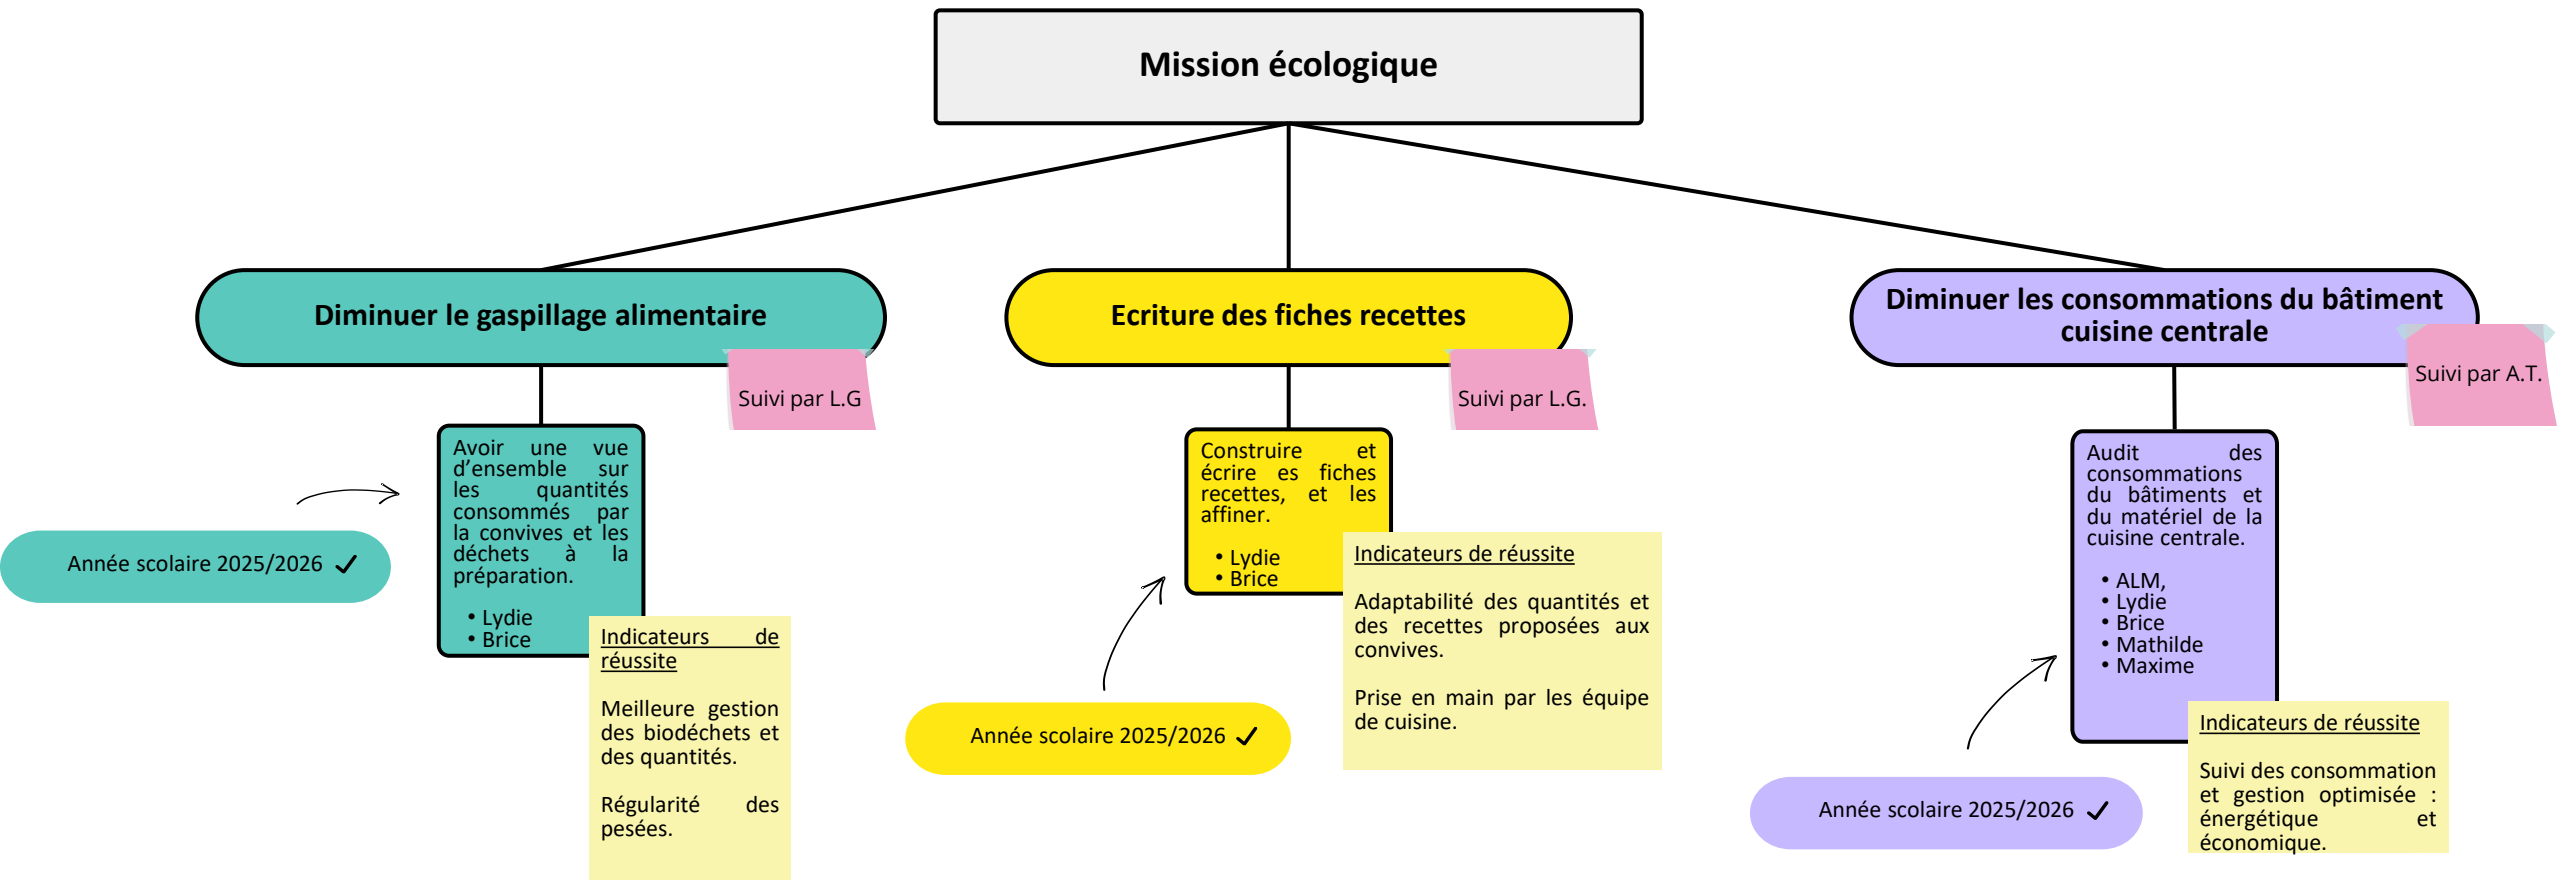 Mission écologique
Diminuer le gaspillage alimentaire
Suivi par L.G
Avoir une vue
d’ensemble sur
les quantités
consommés par
la convives et les
déchets à la
préparation.
• Lydie
• Brice
Année scolaire 2025/2026 ✓
Indicateurs de
réussite
Meilleure gestion
des biodéchets et
des quantités.
Régularité des
pesées.
Ecriture des fiches recettes
Suivi par L.G.
Construire et
écrire es fiches
recettes, et les
affiner.
• Lydie
• Brice
Année scolaire 2025/2026 ✓
Indicateurs de réussite
Adaptabilité des quantités et
des recettes proposées aux
convives.
Prise en main par les équipe
de cuisine.
Diminuer les consommations du bâtiment
cuisine centrale
Suivi par A.T.
Audit des
consommations
du bâtiments et
du matériel de la
cuisine centrale.
• ALM,
• Lydie
• Brice
• Mathilde
• Maxime
Année scolaire 2025/2026 ✓
Indicateurs de réussite
Suivi des consommation
et gestion optimisée :
énergétique et
économique.